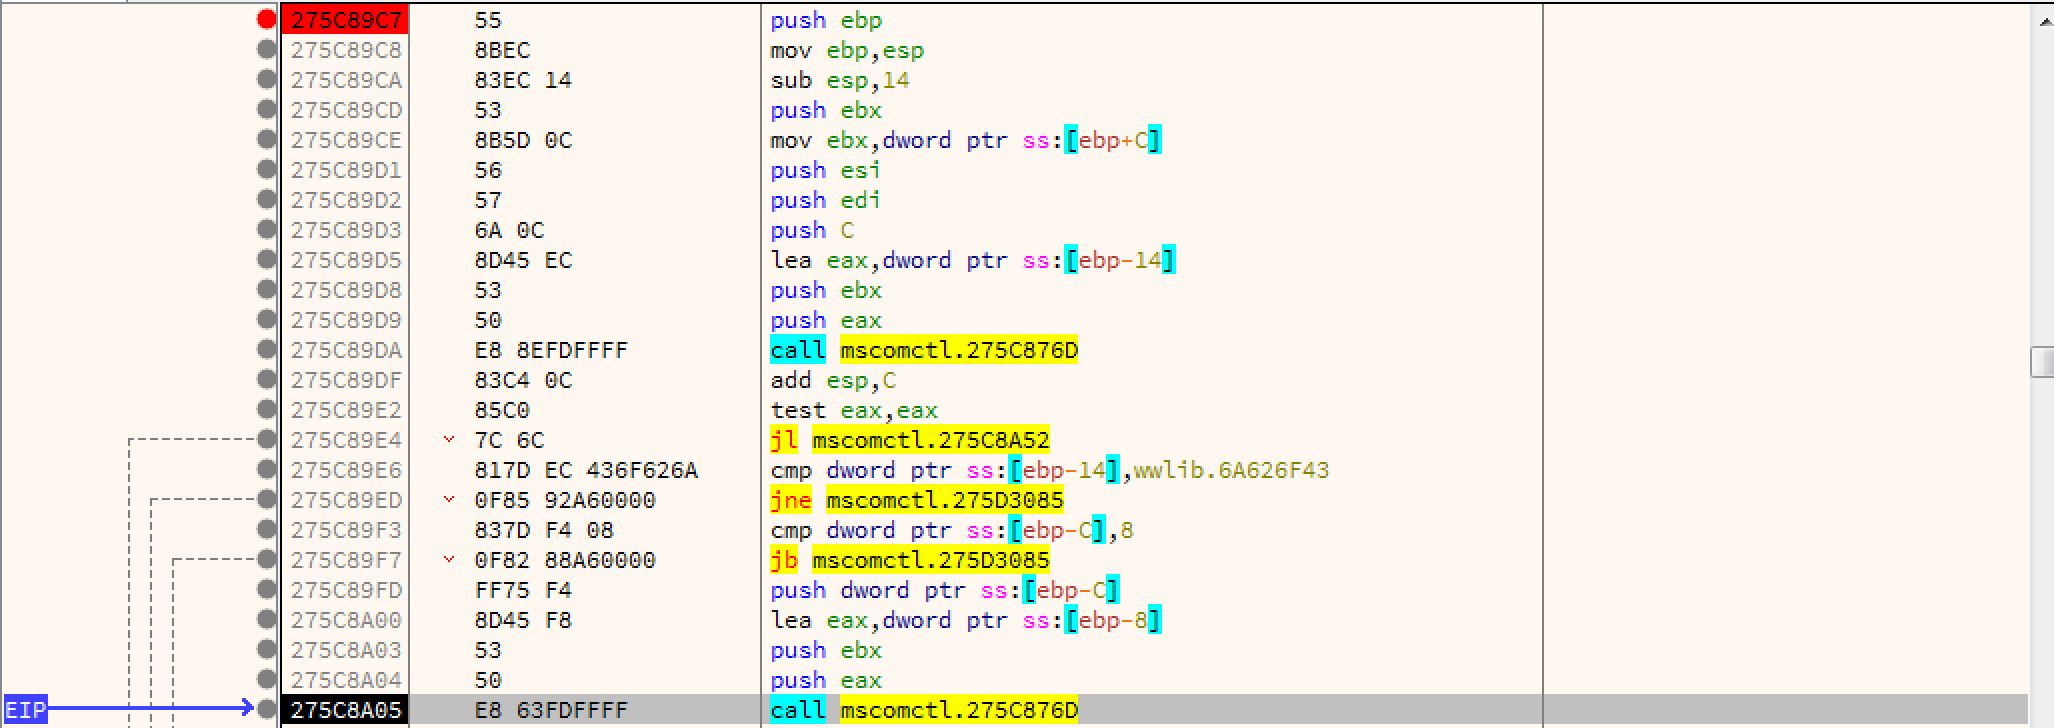 275C89C7 55 push ebp
275C89C8 8BEC mov ebp,esp
275C89CA 83EC 14 sub esp,14
275C89CD 53 push ebx
275C89CE 8B5D 0C mov ebx,dword ptr ss:[ebp+C]
275C89D1 56 push esi
275C89D2 57 push edi
275C89D3 6A 0C push C
275C89D5 8D45 EC lea eax,dword ptr ss:[ebp-14]
275C89D8 53 push ebx
275C89D9 50 push eax
275C89DA E8 8EFDFFFF call mscomctl.275C876D
275C89DF 83C4 0C add esp,C
275C89E2 85C0 test eax,eax
275C89E4 7C 6C jl mscomctl.275C8A52
275C89E6 817D EC 436F626A cmp dword ptr ss:[ebp-14],wwlib.6A626F43
275C89ED 0F85 92A60000 jne mscomctl.275D3085
275C89F3 837D F4 08 cmp dword ptr ss:[ebp-C],8
275C89F7 0F82 88A60000 jb mscomctl.275D3085
275C89FD FF75 F4 push dword ptr ss:[ebp-C]
275C8A00 8D45 F8 lea eax,dword ptr ss:[ebp-8]
275C8A03 53 push ebx
275C8A04 50 push eax
EIP 275C8A05 E8 63FDFFFF call mscomctl.275C876D